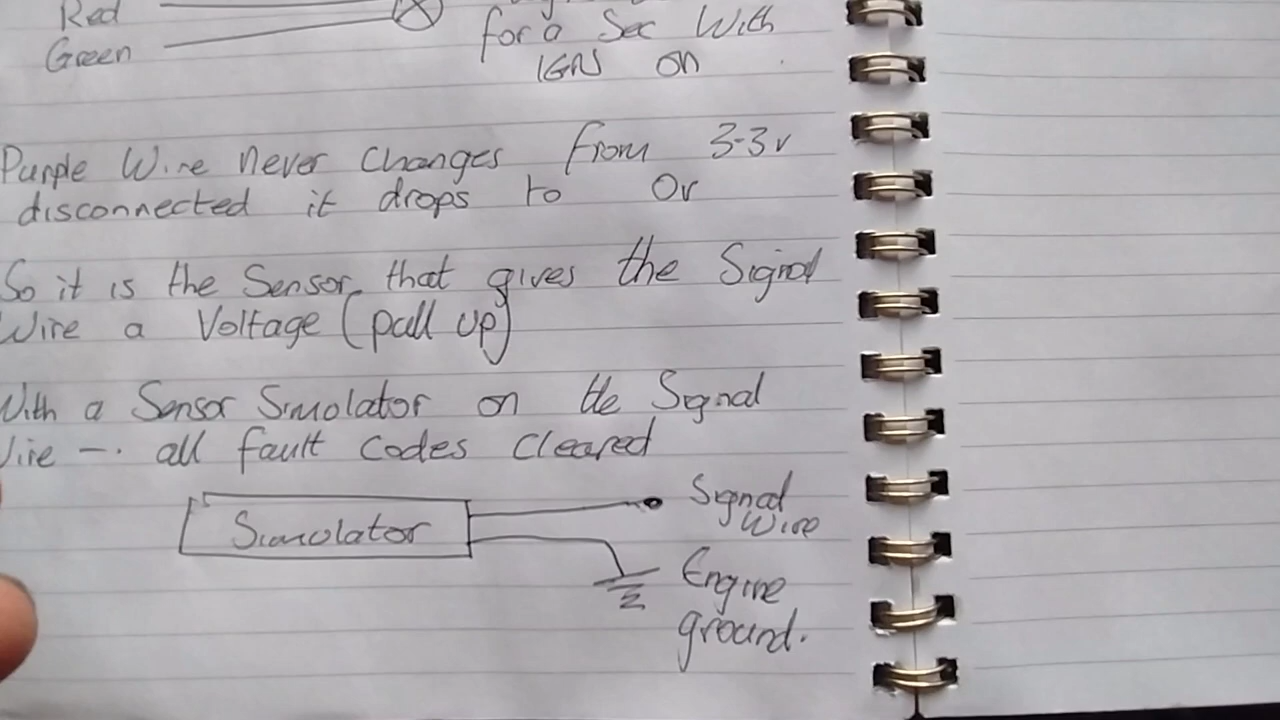 Red
Green
for a Sec With
IGN on
Purple Wire never Changes from 3.3v
disconnected it drops to 0v
So it is the Sensor that gives the Signal
Wire a Voltage (pull up)
With a Sensor Simolator on the Signal
Wire -. all fault Codes Cleared
Simolator
Signal
Wire
Engine
ground.